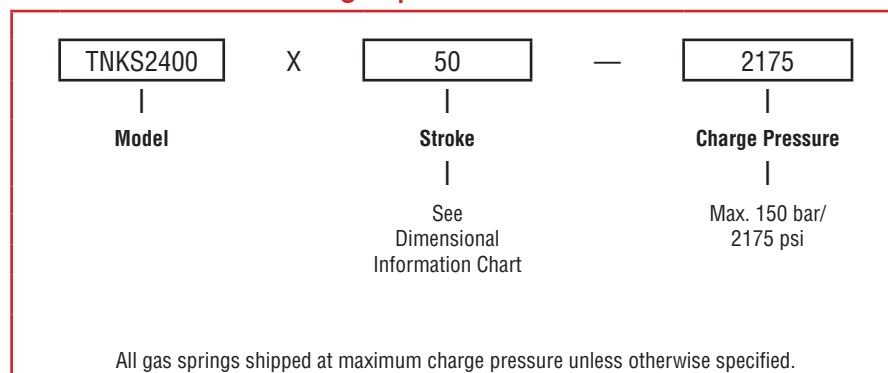 TNKS2400 X 50 — 2175
Model Stroke Charge Pressure
See
Dimensional
Information Chart
Max. 150 bar/
2175 psi
All gas springs shipped at maximum charge pressure unless otherwise specified.